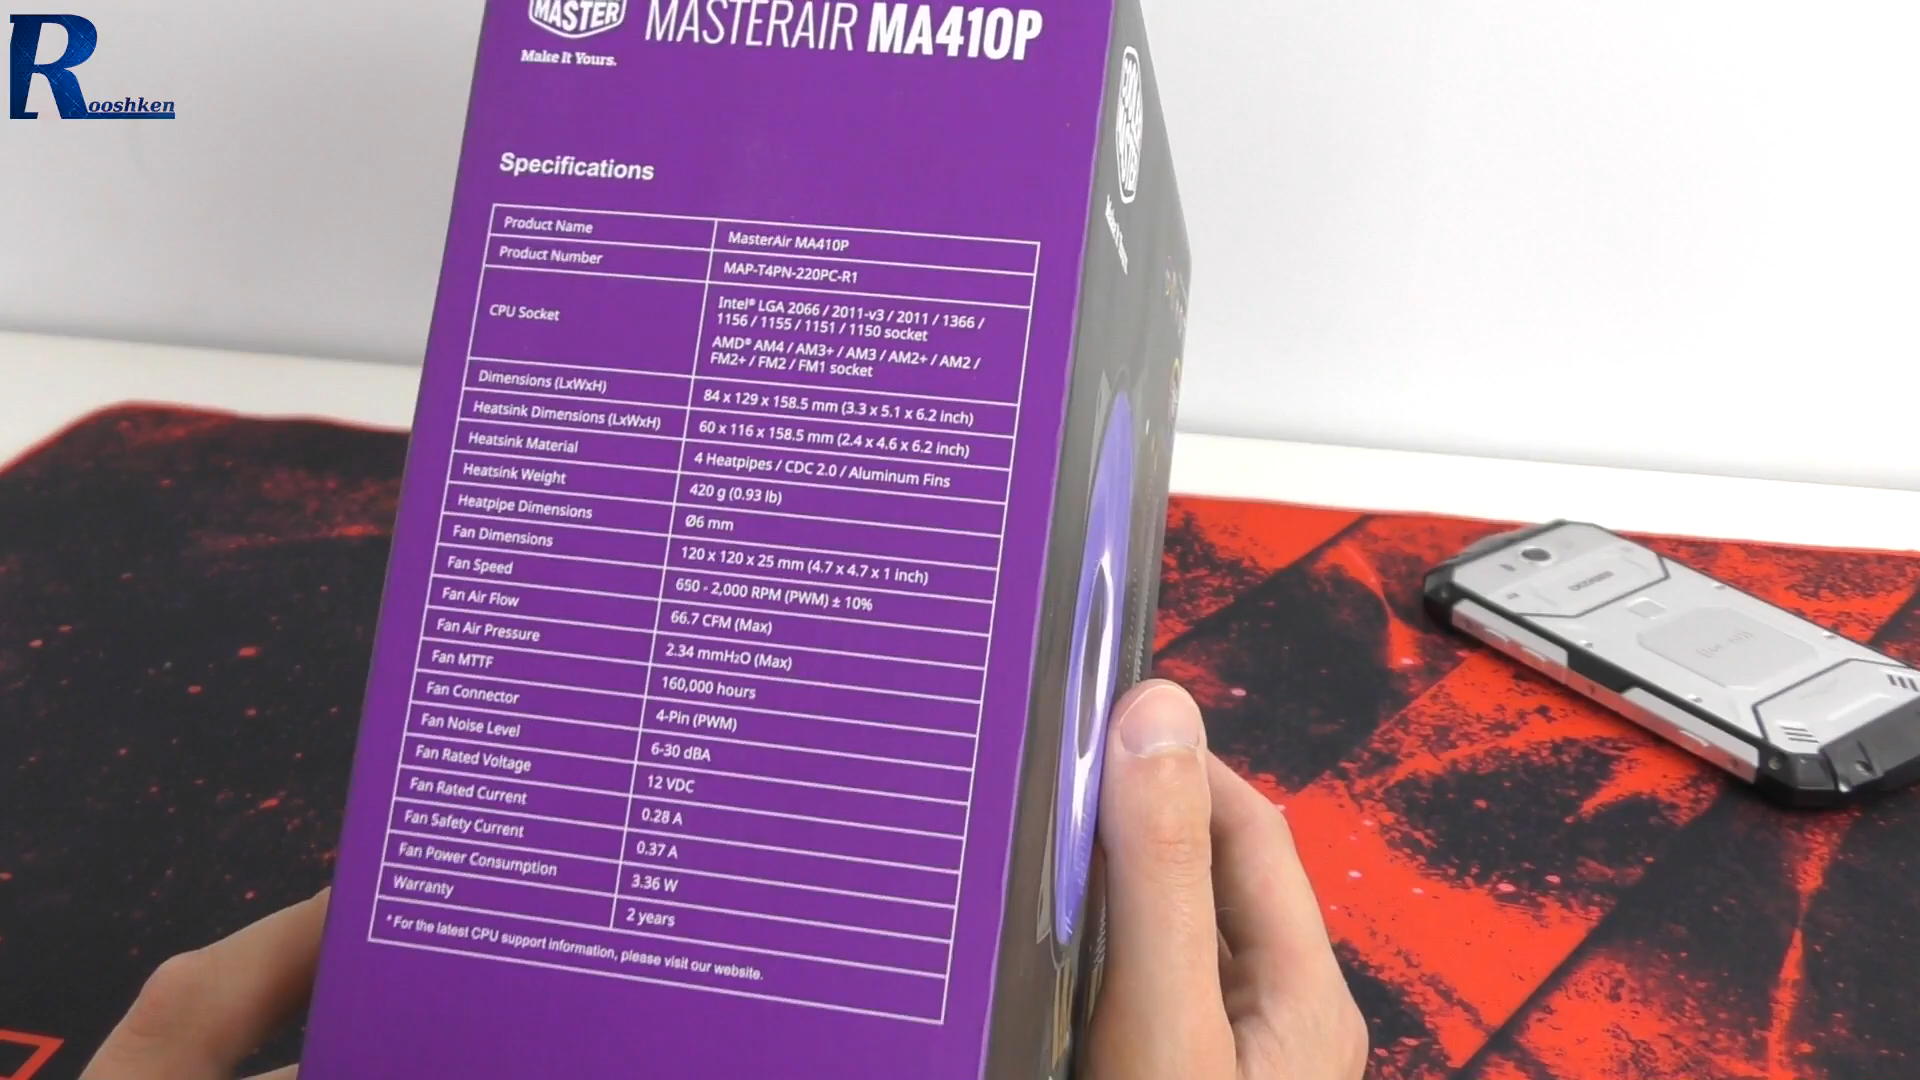 Rooshken
MASTER
Make It Yours.
MASTERAIR MA410P
COOLER MASTER
Specifications
Product Name MasterAir MA410P
Product Number MAP-T4PN-220PC-R1
CPU Socket Intel® LGA 2066 / 2011-v3 / 2011 / 1366 /
1156 / 1155 / 1151 / 1150 socket
AMD® AM4 / AM3+ / AM3 / AM2+ / AM2 /
FM2+ / FM2 / FM1 socket
Dimensions (LxWxH) 84 x 129 x 158.5 mm (3.3 x 5.1 x 6.2 inch)
Heatsink Dimensions (LxWxH) 60 x 116 x 158.5 mm (2.4 x 4.6 x 6.2 inch)
Heatsink Material 4 Heatpipes / CDC 2.0 / Aluminum Fins
Heatsink Weight 420 g (0.93 lb)
Heatpipe Dimensions Ø6 mm
Fan Dimensions 120 x 120 x 25 mm (4.7 x 4.7 x 1 inch)
Fan Speed 650 - 2,000 RPM (PWM) ± 10%
Fan Air Flow 66.7 CFM (Max)
Fan Air Pressure 2.34 mmH₂O (Max)
Fan MTTF 160,000 hours
Fan Connector 4-Pin (PWM)
Fan Noise Level 6-30 dBA
Fan Rated Voltage 12 VDC
Fan Rated Current 0.28 A
Fan Safety Current 0.37 A
Fan Power Consumption 3.36 W
Warranty 2 years
* For the latest CPU support information, please visit our website.